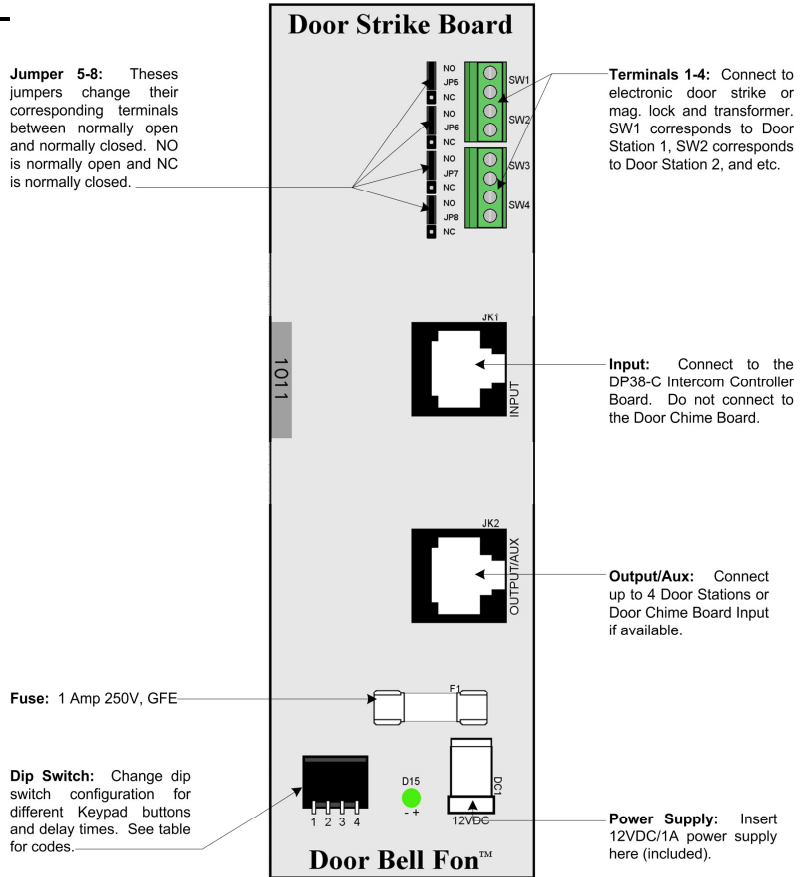 Door Strike Board
Jumper 5-8: Theses
jumpers change their
corresponding terminals
between normally open
and normally closed. NO
is normally open and NC
is normally closed.
NO
JP5
NC
NO
JP6
NC
NO
JP7
NC
NO
JP8
NC
SW1
SW2
SW3
SW4
Terminals 1-4: Connect to
electronic door strike or
mag. lock and transformer.
SW1 corresponds to Door
Station 1, SW2 corresponds
to Door Station 2, and etc.
1011
JK1
INPUT
Input: Connect to the
DP38-C Intercom Controller
Board. Do not connect to
the Door Chime Board.
JK2
OUTPUT/AUX
Output/Aux: Connect
up to 4 Door Stations or
Door Chime Board Input
if available.
Fuse: 1 Amp 250V, GFE
F1
Dip Switch: Change dip
switch configuration for
different Keypad buttons
and delay times. See table
for codes.
1 2 3 4
D15
- +
DC1
12VDC
Power Supply: Insert
12VDC/1A power supply
here (included).
Door Bell Fon™